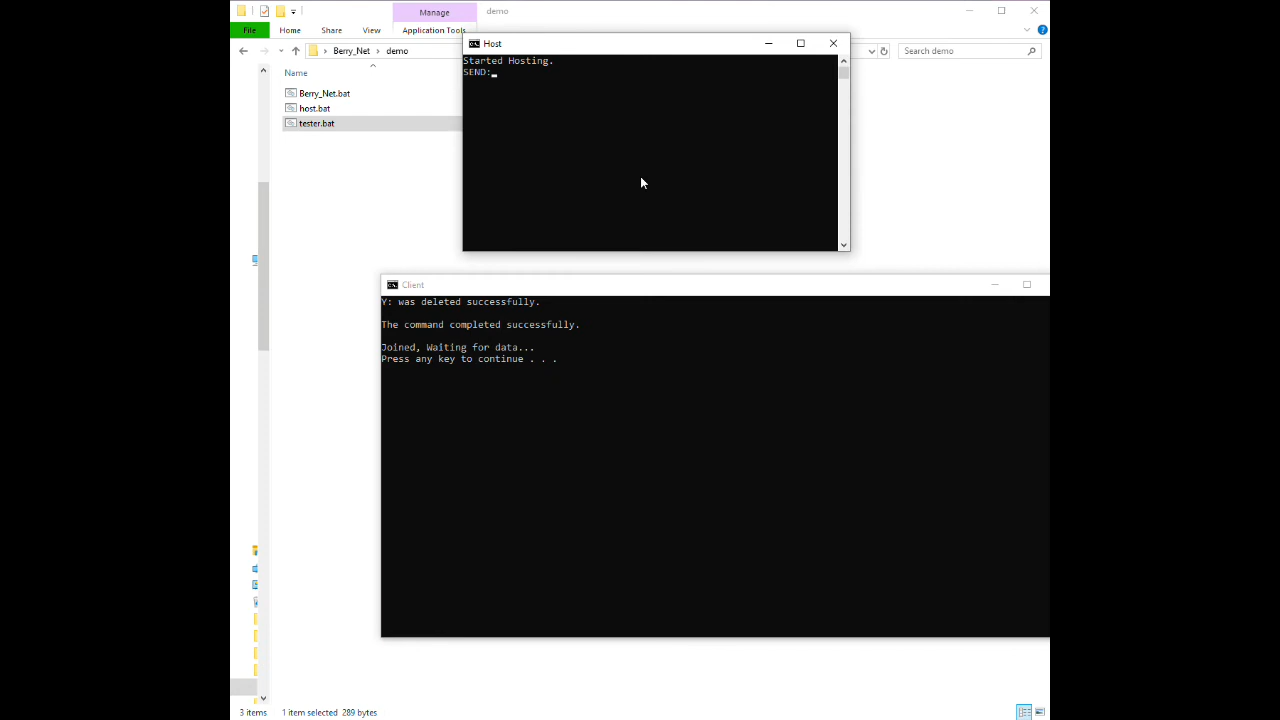 Manage
demo
File
Home
Share
View
Application Tools
Berry_Net
demo
Search demo
Name
Berry_Net.bat
host.bat
tester.bat
Host
Started Hosting.
SEND:_
Client
Y: was deleted successfully.
The command completed successfully.
Joined, Waiting for data...
Press any key to continue . . .
3 items
1 item selected 289 bytes